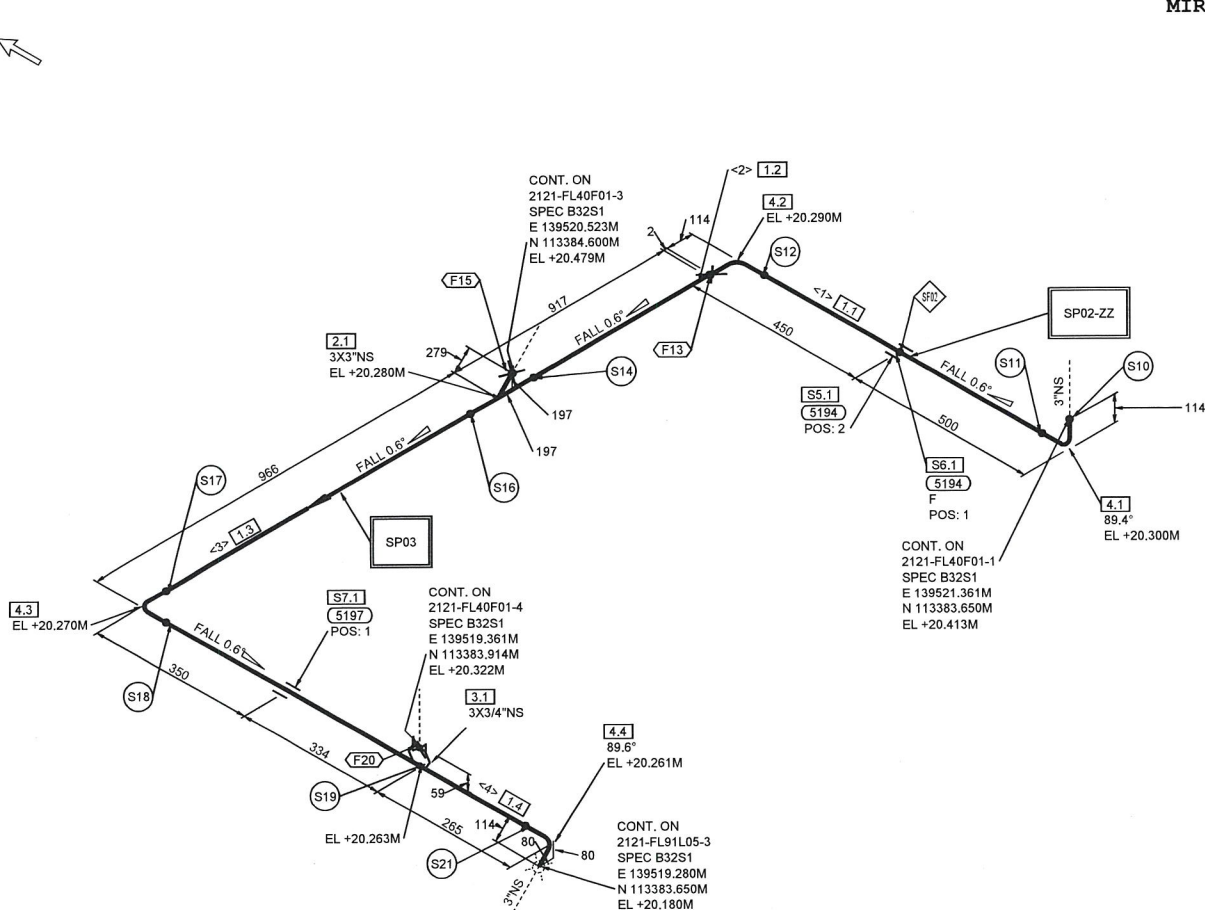 MIR
<2> 1.2
CONT. ON
2121-FL40F01-3
SPEC B32S1
E 139520.523M
N 113384.600M
EL +20.479M
4.2
EL +20.290M
2
114
S12
F15
917
<1> 1.1
SF02
SP02-ZZ
FALL 0.6°
450
F13
2.1
3X3"NS
EL +20.280M
279
S14
FALL 0.6°
S11
3"NS
S10
114
S5.1
5194
POS: 2
500
197
197
FALL 0.6°
966
S16
S17
S6.1
5194
F
POS: 1
4.1
89.4°
EL +20.300M
<3> 1.3
SP03
CONT. ON
2121-FL40F01-1
SPEC B32S1
E 139521.361M
N 113383.650M
EL +20.413M
4.3
EL +20.270M
S7.1
5197
POS: 1
CONT. ON
2121-FL40F01-4
SPEC B32S1
E 139519.361M
N 113383.914M
EL +20.322M
FALL 0.6°
350
S18
3.1
3X3/4"NS
334
F20
4.4
89.6°
EL +20.261M
S19
59
<4> 1.4
EL +20.263M
265
114
S21
80
80
3"NS
CONT. ON
2121-FL91L05-3
SPEC B32S1
E 139519.280M
N 113383.650M
EL +20.180M